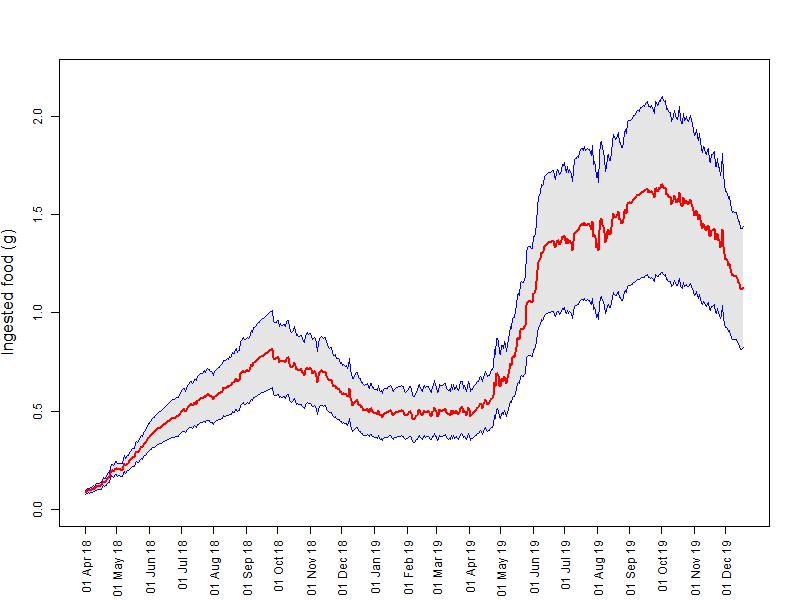 Ingested food (g)
2.0
1.5
1.0
0.5
0.0
01 Apr 18
01 May 18
01 Jun 18
01 Jul 18
01 Aug 18
01 Sep 18
01 Oct 18
01 Nov 18
01 Dec 18
01 Jan 19
01 Feb 19
01 Mar 19
01 Apr 19
01 May 19
01 Jun 19
01 Jul 19
01 Aug 19
01 Sep 19
01 Oct 19
01 Nov 19
01 Dec 19